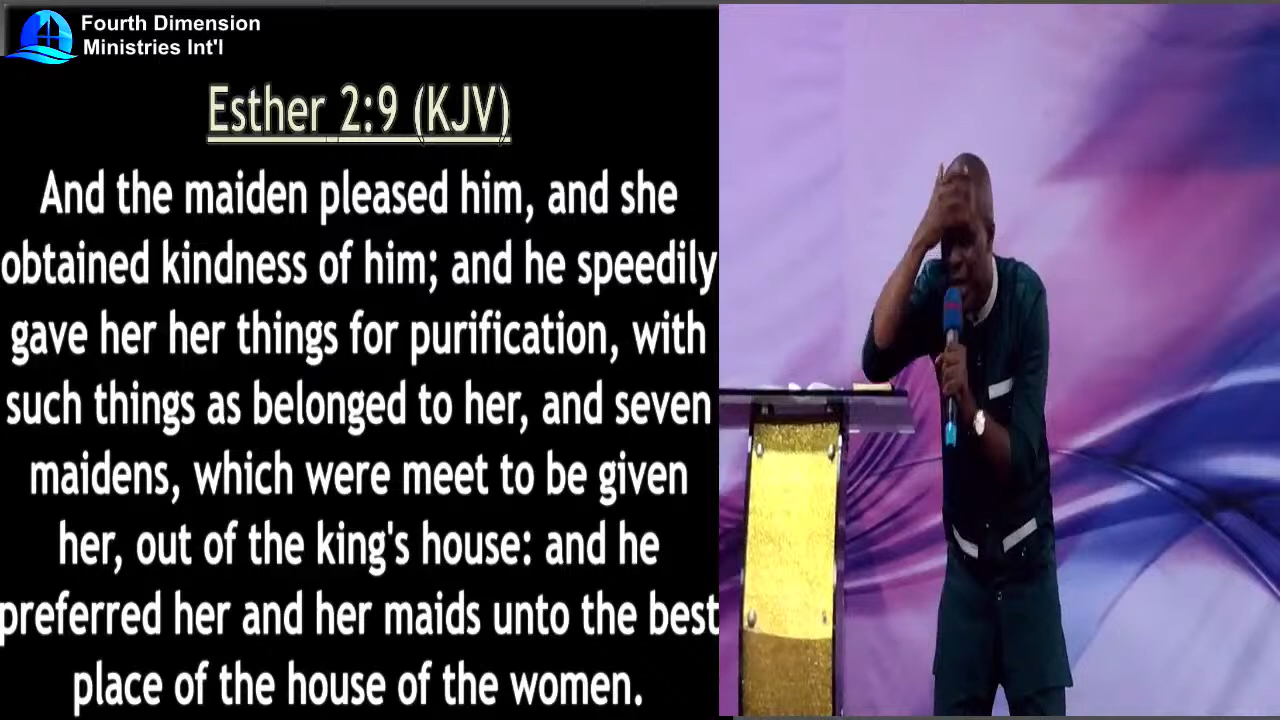 Fourth Dimension
Ministries Int'l
Esther 2:9 (KJV)
And the maiden pleased him, and she
obtained kindness of him; and he speedily
gave her her things for purification, with
such things as belonged to her, and seven
maidens, which were meet to be given
her, out of the king's house: and he
preferred her and her maids unto the best
place of the house of the women.